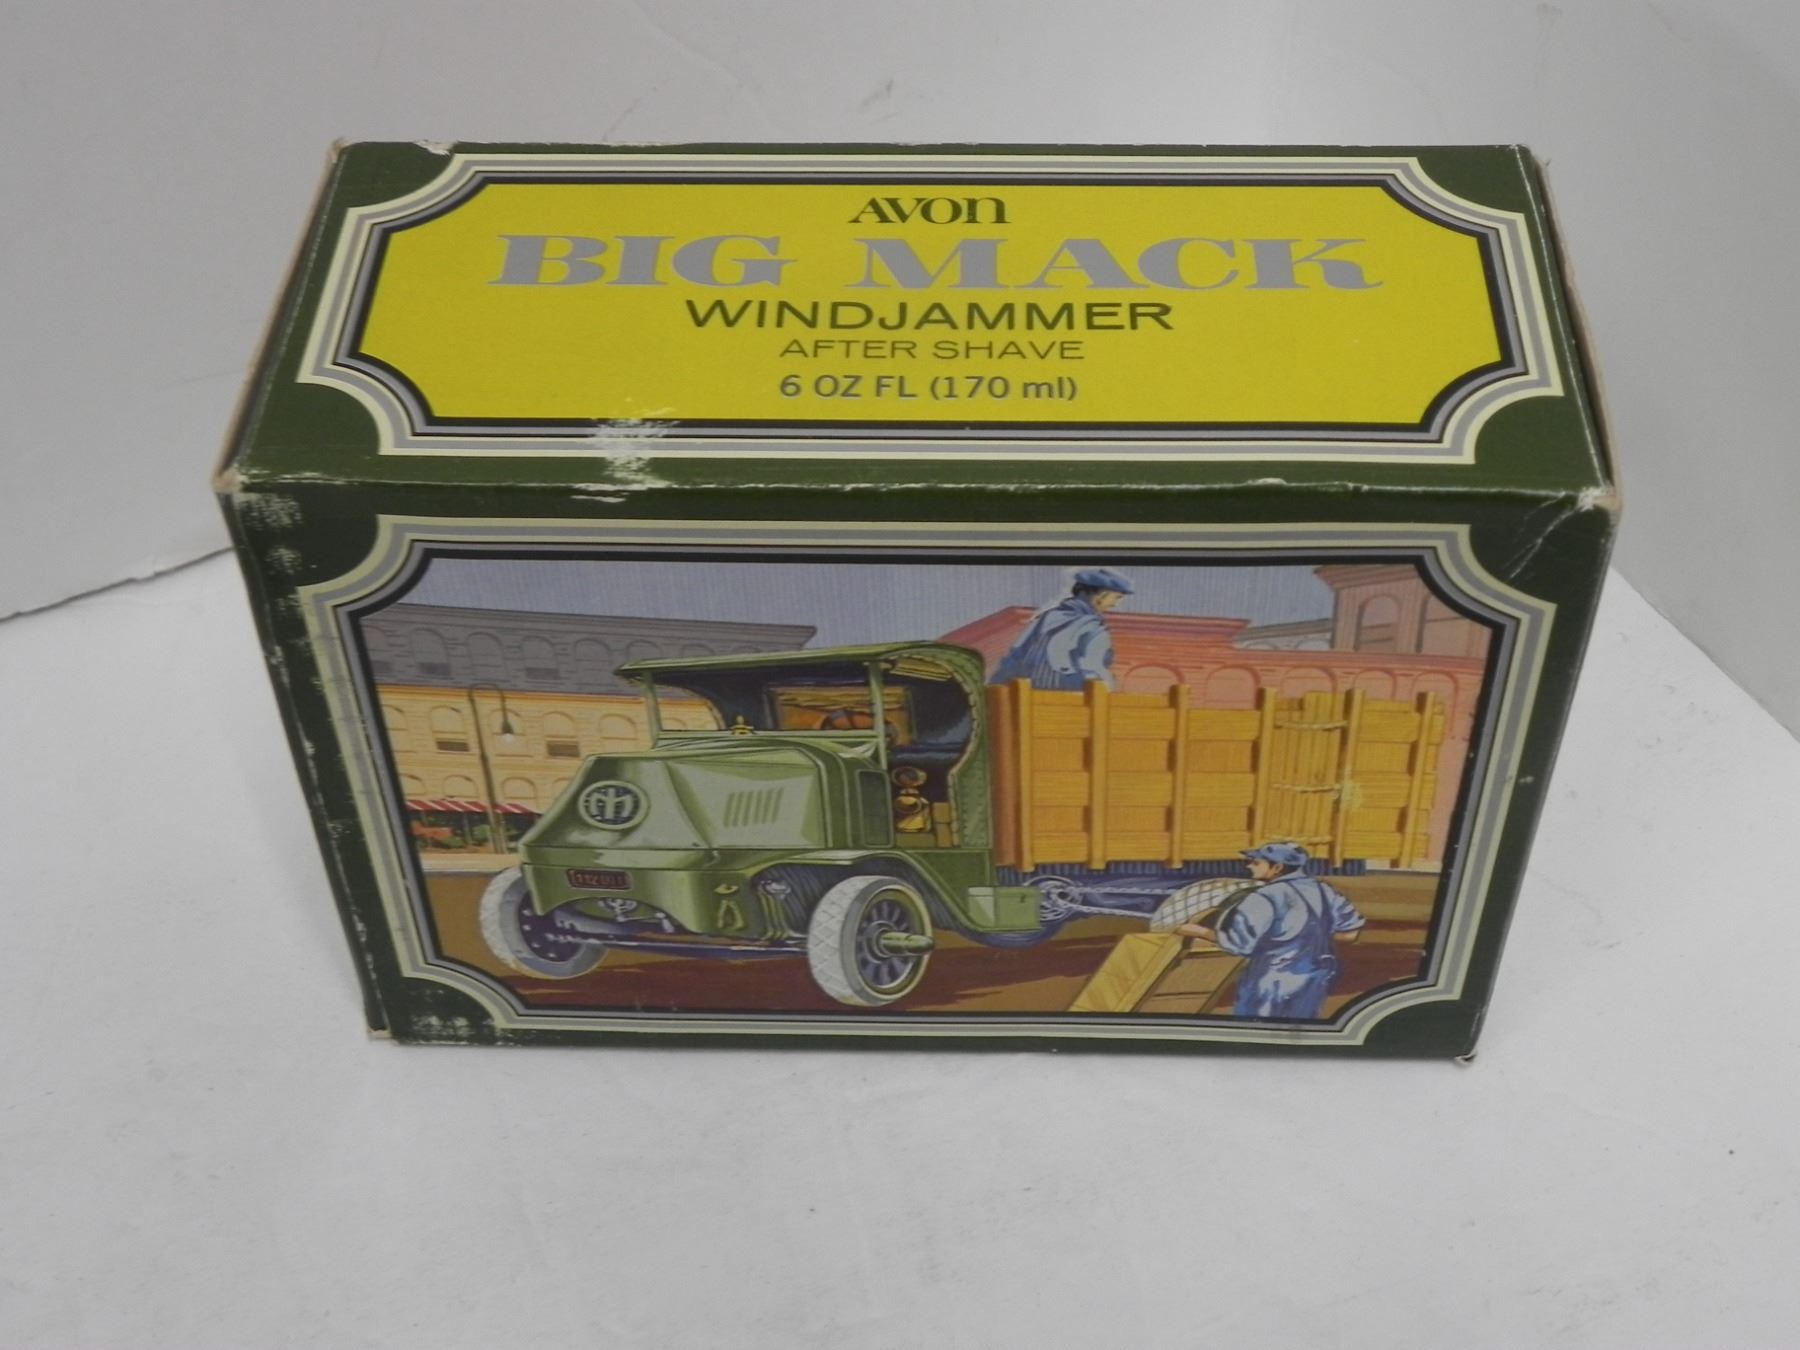 AVON
BIG MACK
WINDJAMMER
AFTER SHAVE
6 OZ FL (170 ml)